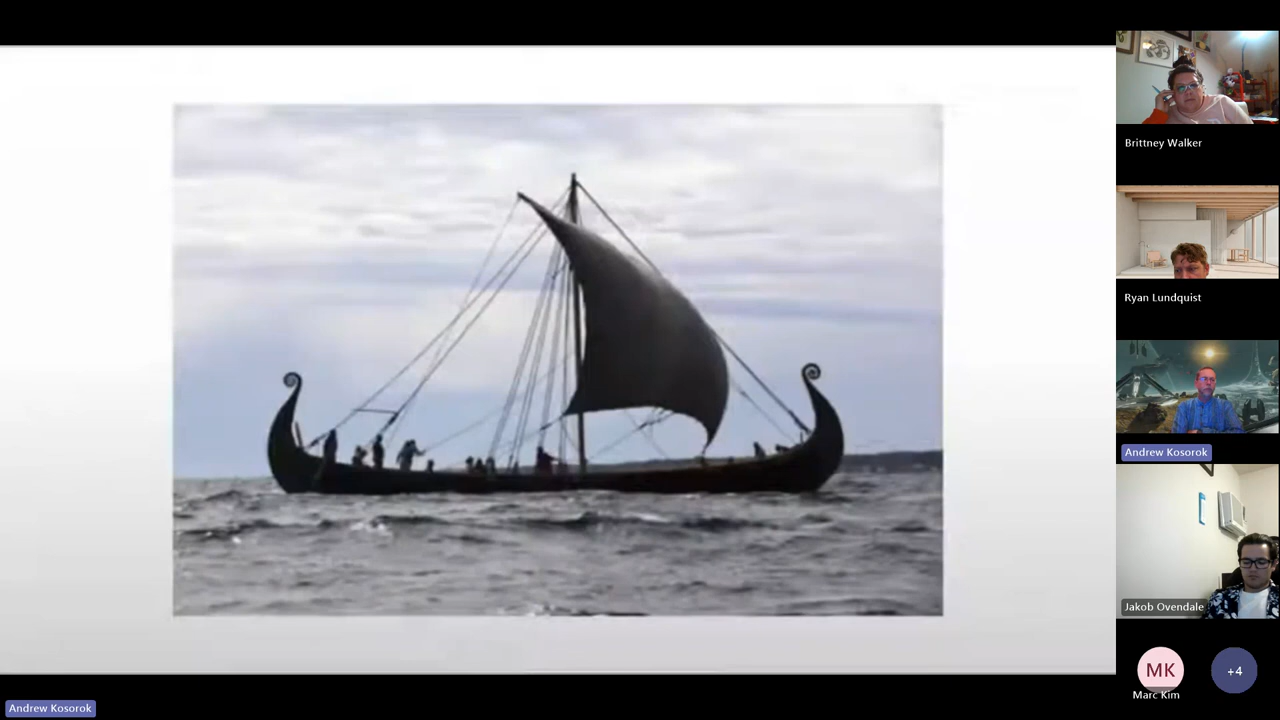 Brittney Walker
Ryan Lundquist
Andrew Kosorok
Jakob Ovendale
MK
Marc Kim
+4
Andrew Kosorok